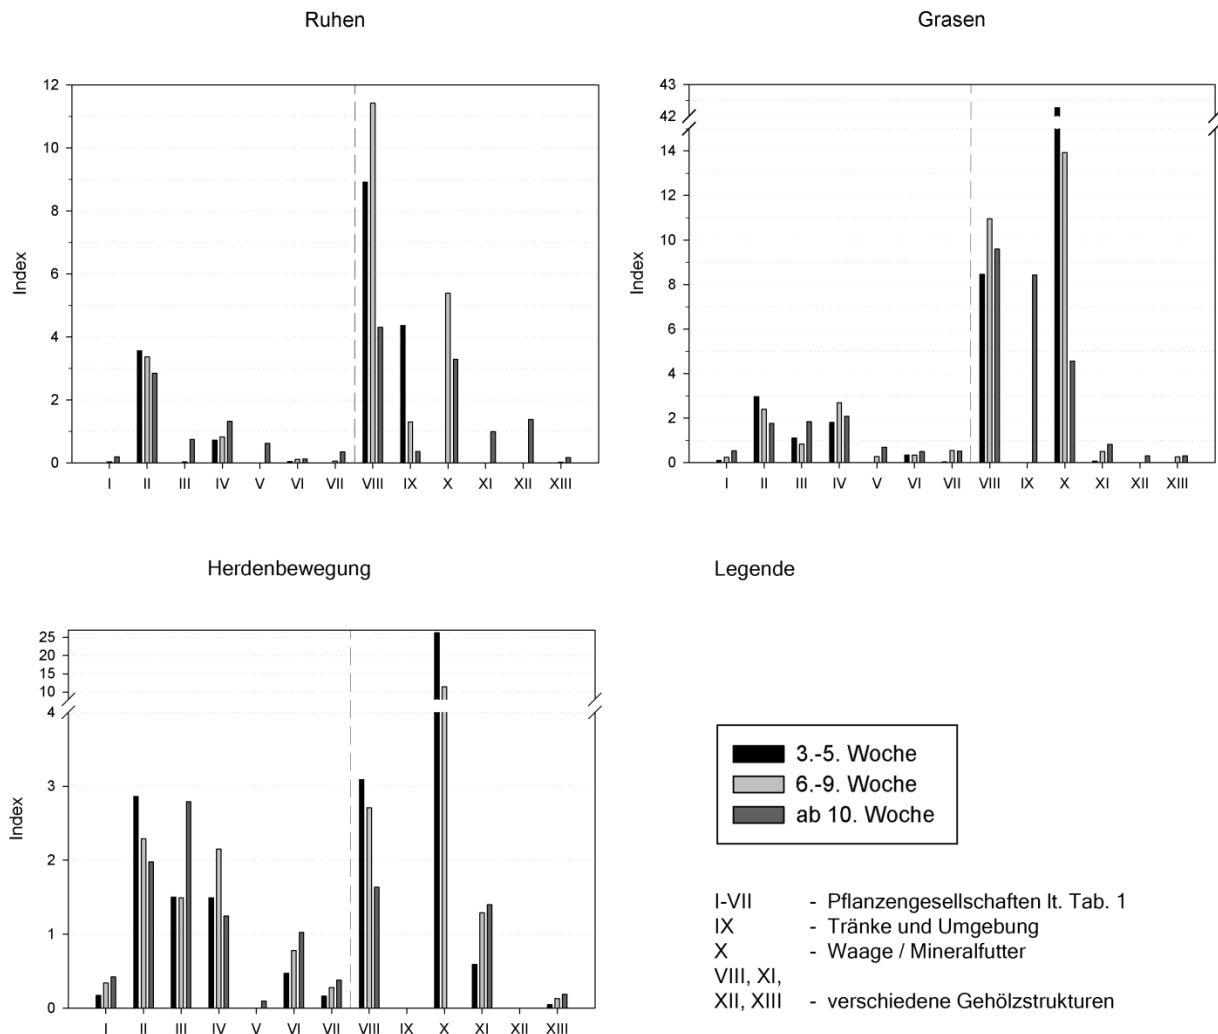 Ruhen
Grasen
12
10
8
6
4
2
0
Index
I II III IV V VI VII VIII IX X XI XII XIII
43
42
14
12
10
8
6
4
2
0
Index
I II III IV V VI VII VIII IX X XI XII XIII
Herdenbewegung
Legende
25
20
15
10
4
3
2
1
0
Index
I II III IV V VI VII VIII IX X XI XII XIII
3.-5. Woche
6.-9. Woche
ab 10. Woche
I-VII - Pflanzengesellschaften lt. Tab. 1
IX - Tränke und Umgebung
X - Waage / Mineralfutter
VIII, XI,
XII, XIII - verschiedene Gehölzstrukturen